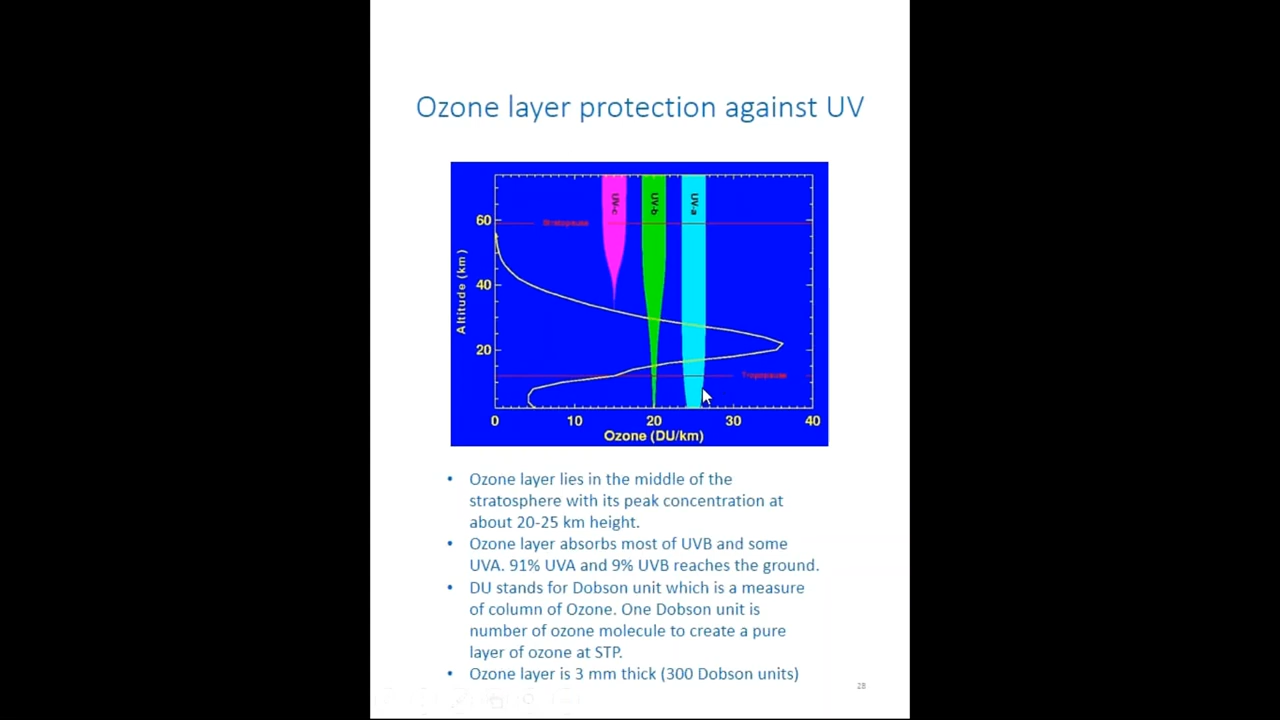 Ozone layer protection against UV
UV-c
UV-b
UV-a
60
Stratopause
40
Altitude (km)
20
Tropopause
0 10 20 30 40
Ozone (DU/km)
• Ozone layer lies in the middle of the
stratosphere with its peak concentration at
about 20-25 km height.
• Ozone layer absorbs most of UVB and some
UVA. 91% UVA and 9% UVB reaches the ground.
• DU stands for Dobson unit which is a measure
of column of Ozone. One Dobson unit is
number of ozone molecule to create a pure
layer of ozone at STP.
• Ozone layer is 3 mm thick (300 Dobson units)
28